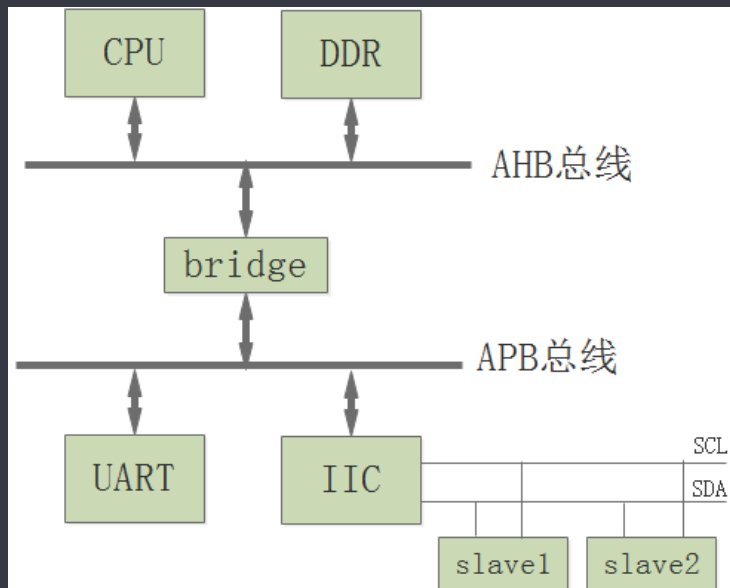 CPU
DDR
AHB总线
bridge
APB总线
UART
IIC
SCL
SDA
slave1
slave2